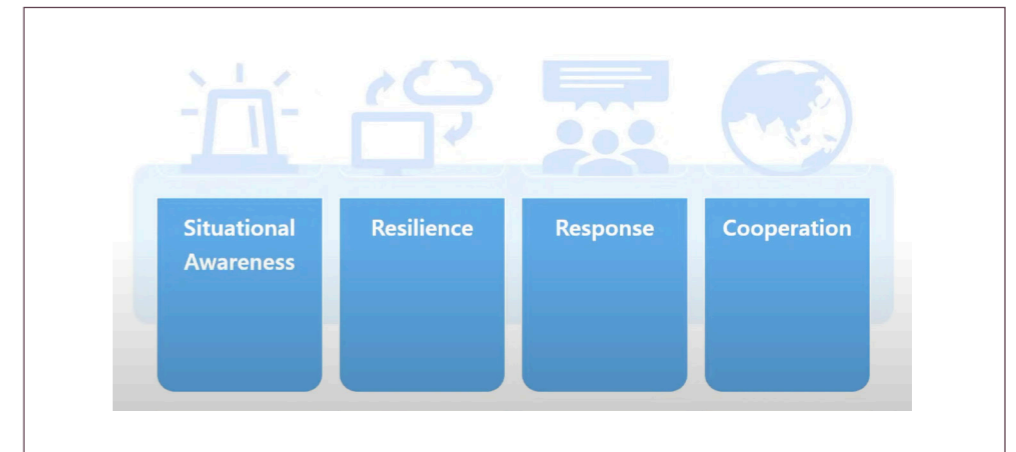 Situational
Awareness
Resilience
Response
Cooperation